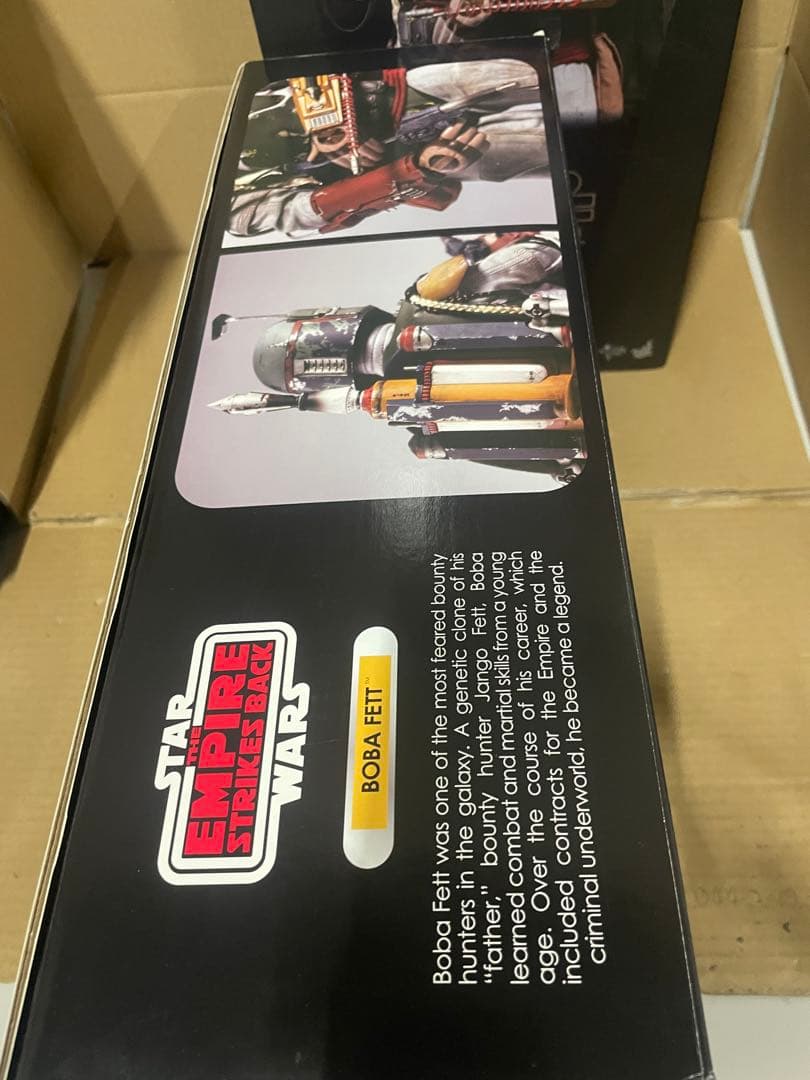 STAR
THE
EMPIRE
STRIKES BACK
WARS
BOBA FETT™
Boba Fett was one of the most feared bounty
hunters in the galaxy. A genetic clone of his
“father,” bounty hunter Jango Fett, Boba
learned combat and martial skills from a young
age. Over the course of his career, which
included contracts for the Empire and the
criminal underworld, he became a legend.